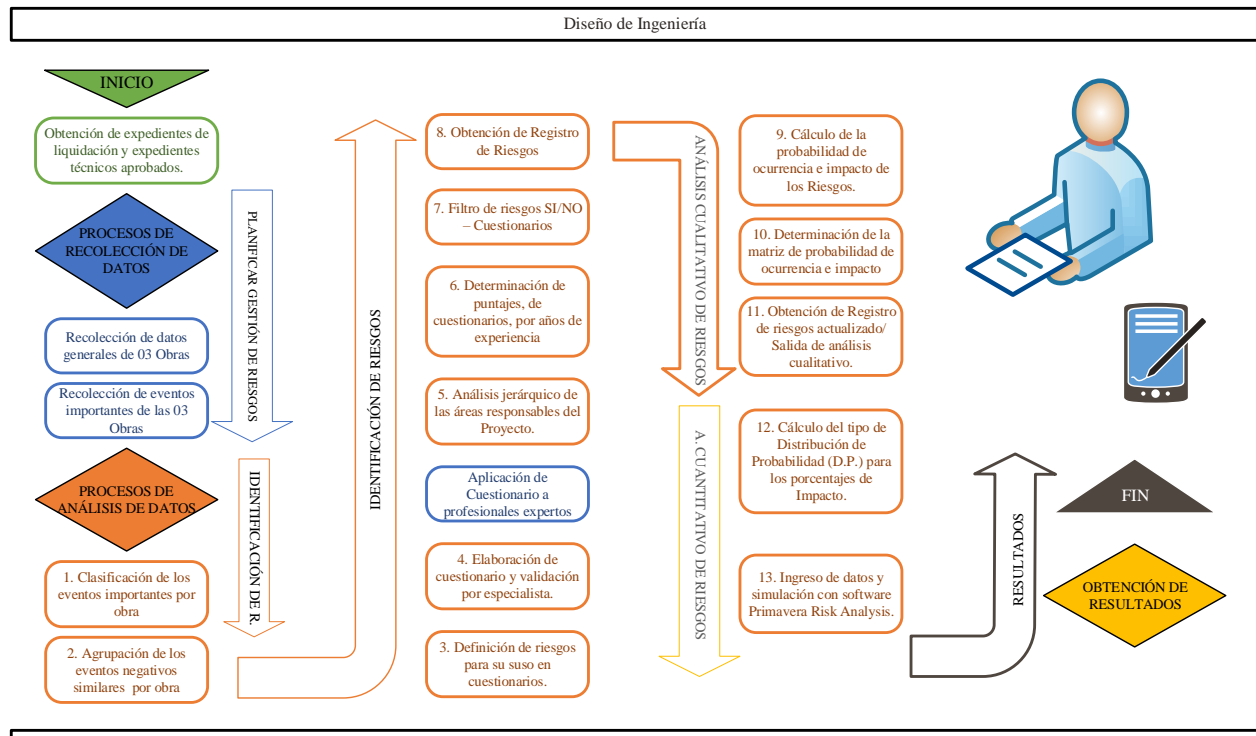 Diseño de Ingeniería
INICIO
Obtención de expedientes de
liquidación y expedientes
técnicos aprobados.
PROCESOS DE
RECOLECCIÓN DE
DATOS
Recolección de datos
generales de 03 Obras
Recolección de eventos
importantes de las 03
Obras
PLANIFICAR GESTIÓN DE RIESGOS
PROCESOS DE
ANÁLISIS DE DATOS
1. Clasificación de los
eventos importantes por
obra
2. Agrupación de los
eventos negativos
similares por obra
IDENTIFICACIÓN DE R.
IDENTIFICACIÓN DE RIESGOS
8. Obtención de Registro
de Riesgos
7. Filtro de riesgos SI/NO
– Cuestionarios
6. Determinación de
puntajes, de
cuestionarios, por años de
experiencia
5. Análisis jerárquico de
las áreas responsables del
Proyecto.
Aplicación de
Cuestionario a
profesionales expertos
4. Elaboración de
cuestionario y validación
por especialista.
3. Definición de riesgos
para su suso en
cuestionarios.
ANÁLISIS CUALITATIVO DE RIESGOS
9. Cálculo de la
probabilidad de
ocurrencia e impacto de
los Riesgos.
10. Determinación de la
matriz de probabilidad de
ocurrencia e impacto
11. Obtención de Registro
de riesgos actualizado/
Salida de análisis
cualitativo.
A. CUANTITATIVO DE RIESGOS
12. Cálculo del tipo de
Distribución de
Probabilidad (D.P.) para
los porcentajes de
Impacto.
13. Ingreso de datos y
simulación con software
Primavera Risk Analysis.
RESULTADOS
FIN
OBTENCIÓN DE
RESULTADOS